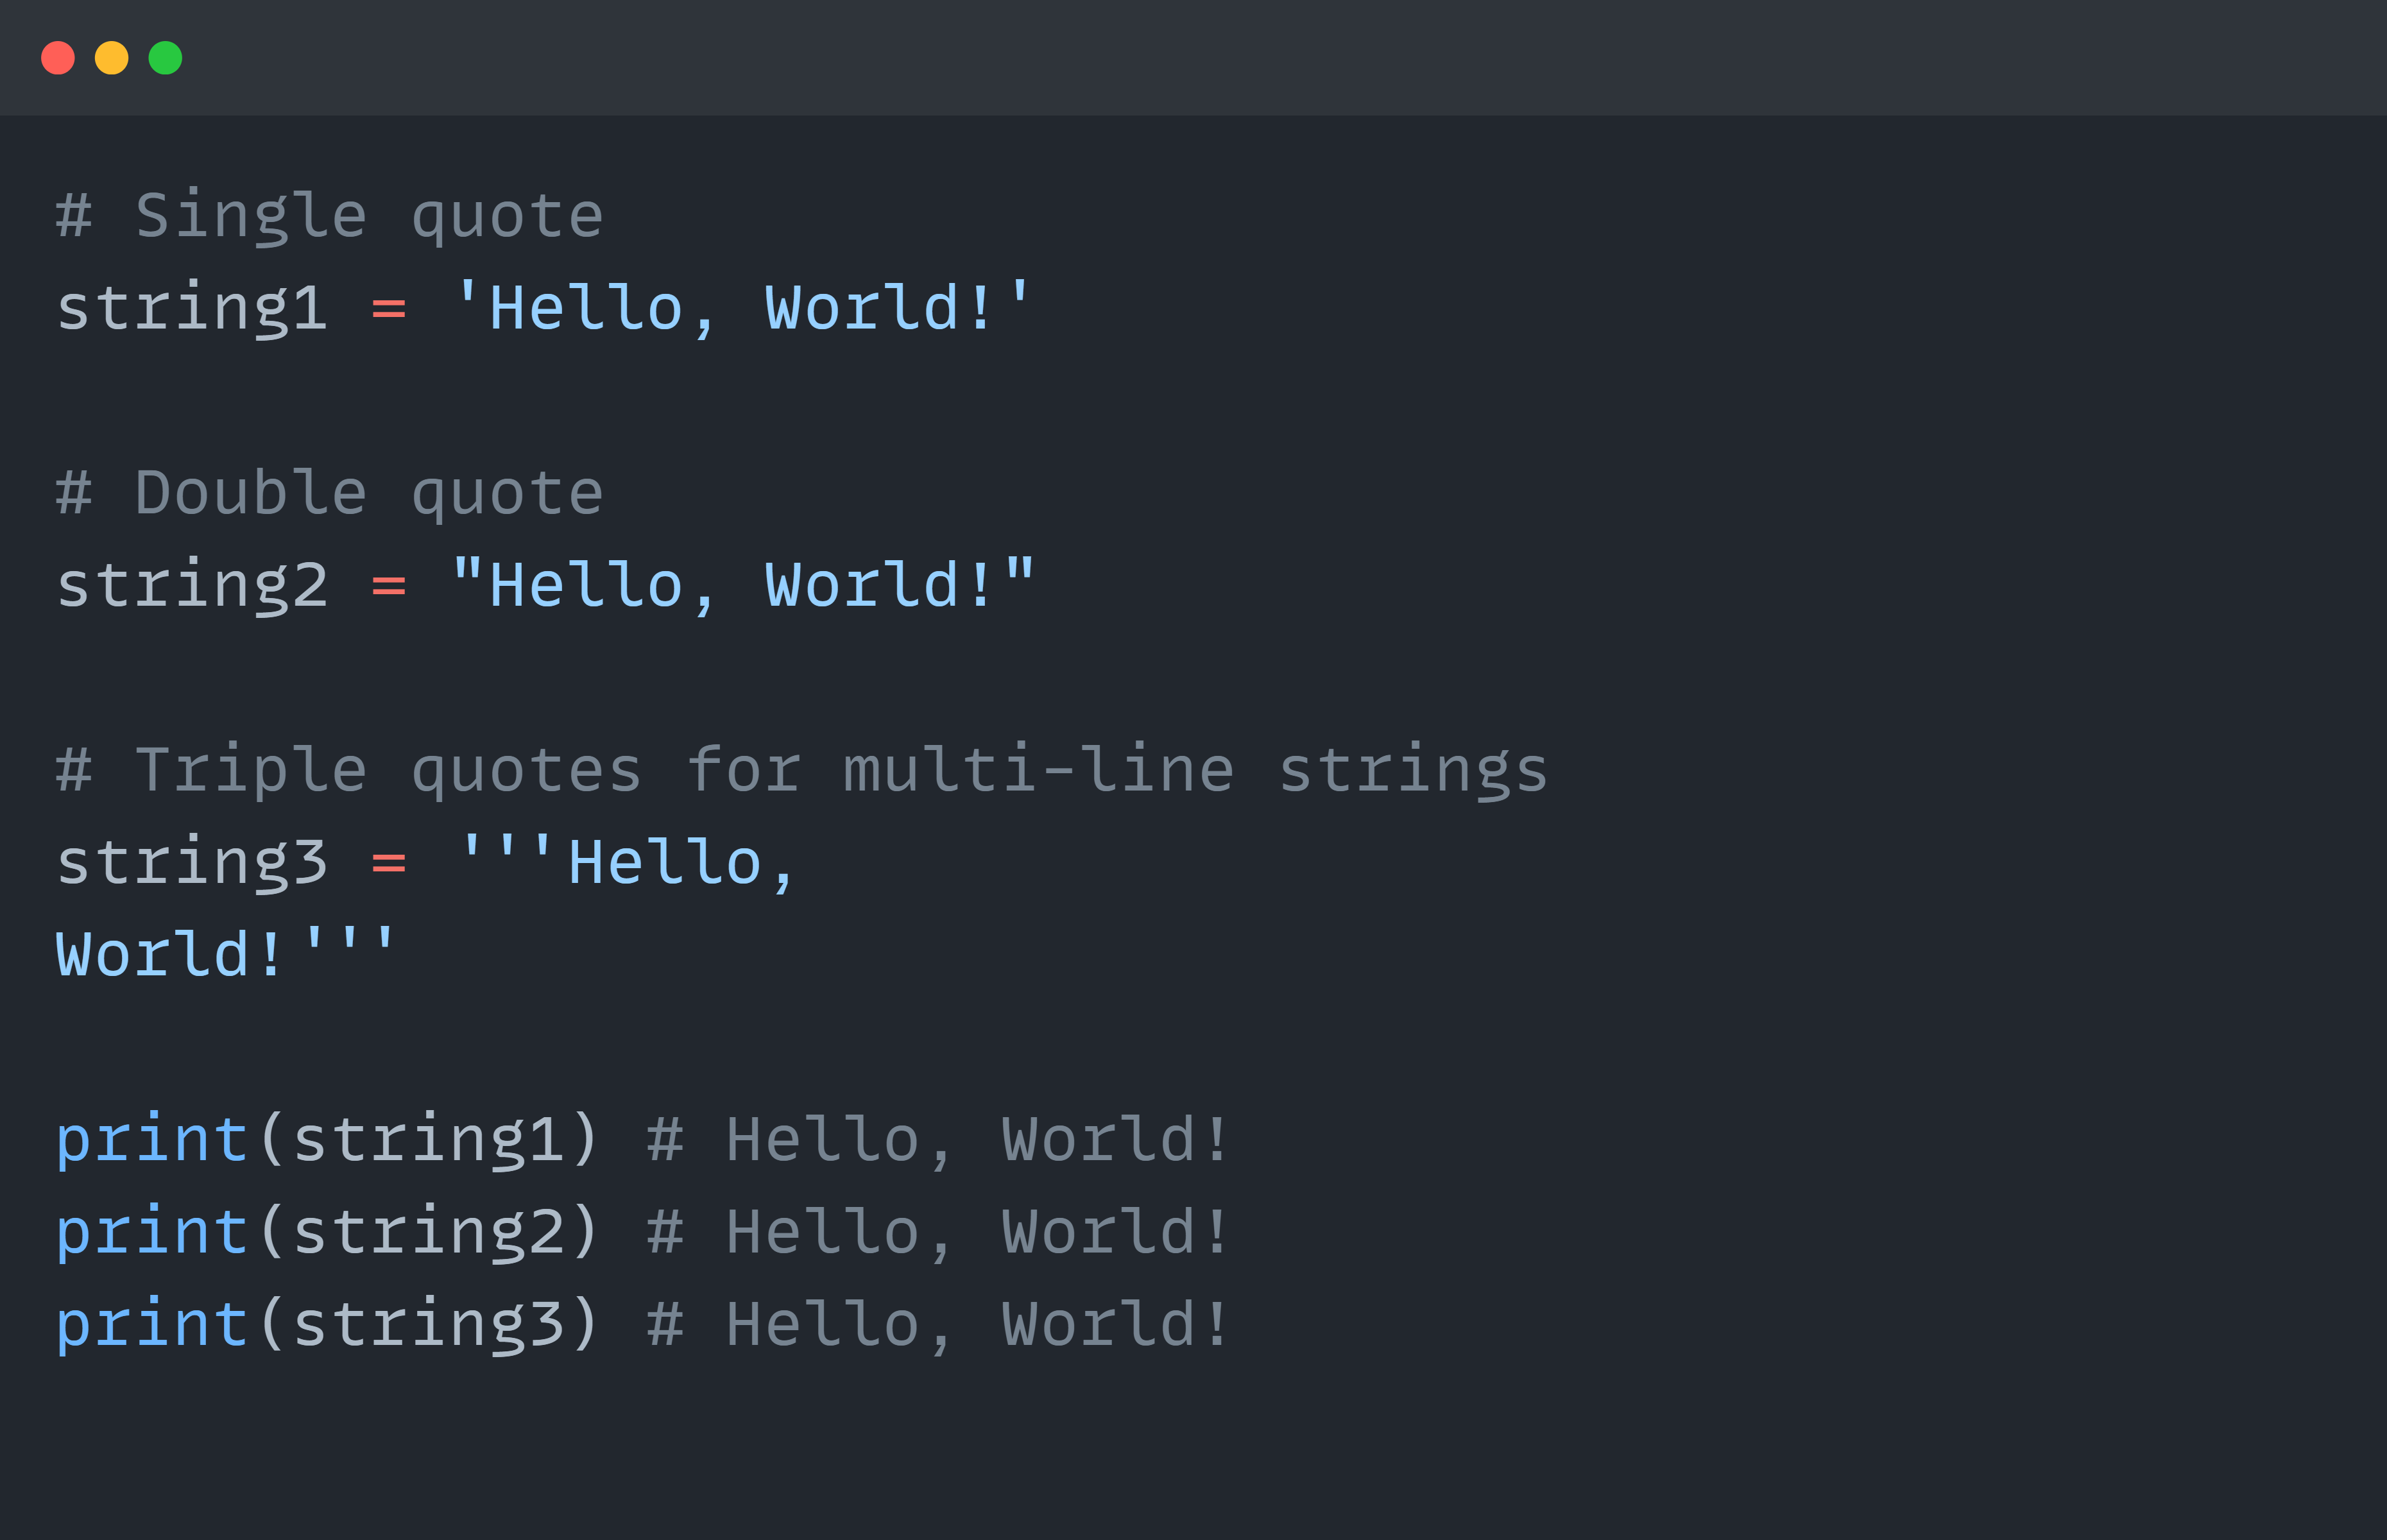 # Single quote
string1 = 'Hello, World!'
# Double quote
string2 = "Hello, World!"
# Triple quotes for multi-line strings
string3 = '''Hello,
World!'''
print(string1) # Hello, World!
print(string2) # Hello, World!
print(string3) # Hello, World!